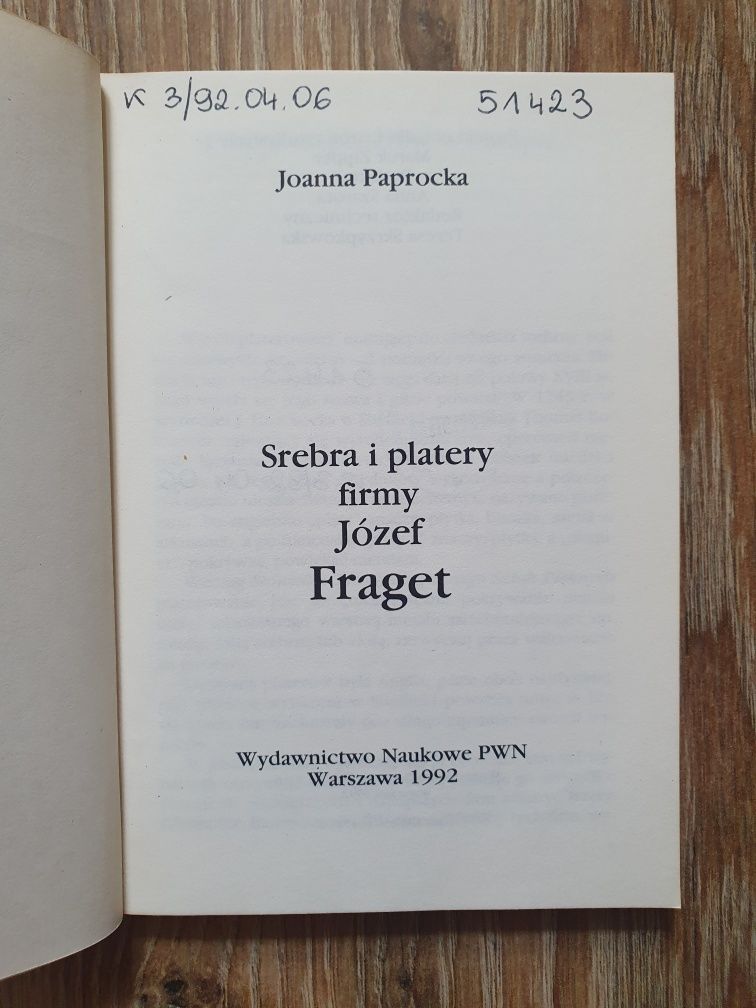 K 3/92.04.06 51423
Joanna Paprocka
Srebra i platery
firmy
Józef
Fraget
Wydawnictwo Naukowe PWN
Warszawa 1992